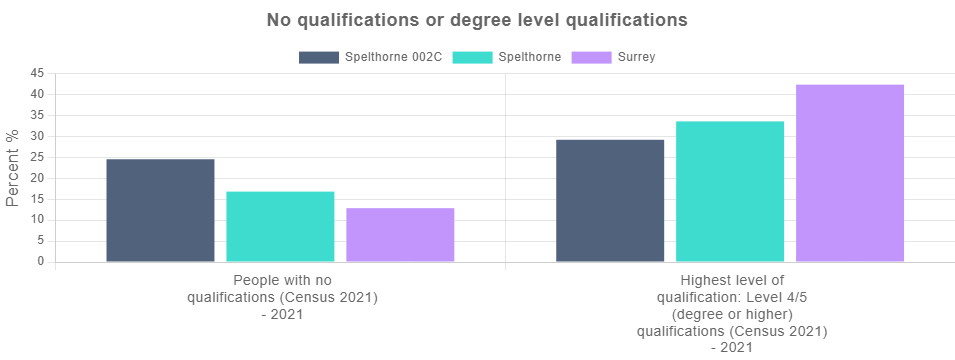 No qualifications or degree level qualifications
Spelthorne 002C Spelthorne Surrey
Percent %
45
40
35
30
25
20
15
10
5
0
People with no
qualifications (Census 2021)
- 2021
Highest level of
qualification: Level 4/5
(degree or higher)
qualifications (Census 2021)
- 2021